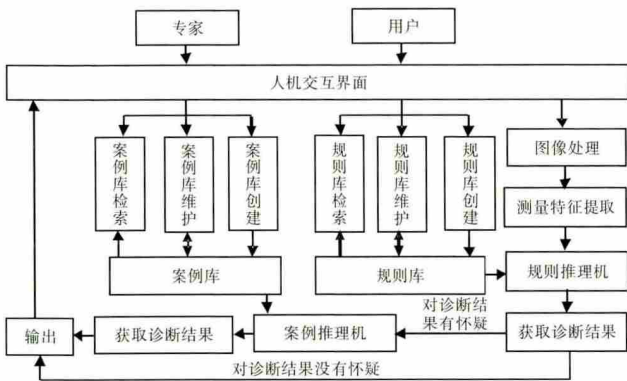 专家
用户
人机交互界面
案例库检索
案例库维护
案例库创建
规则库检索
规则库维护
规则库创建
图像处理
测量特征提取
案例库
规则库
规则推理机
对诊断结
果有怀疑
输出
获取诊断结果
案例推理机
获取诊断结果
对诊断结果没有怀疑